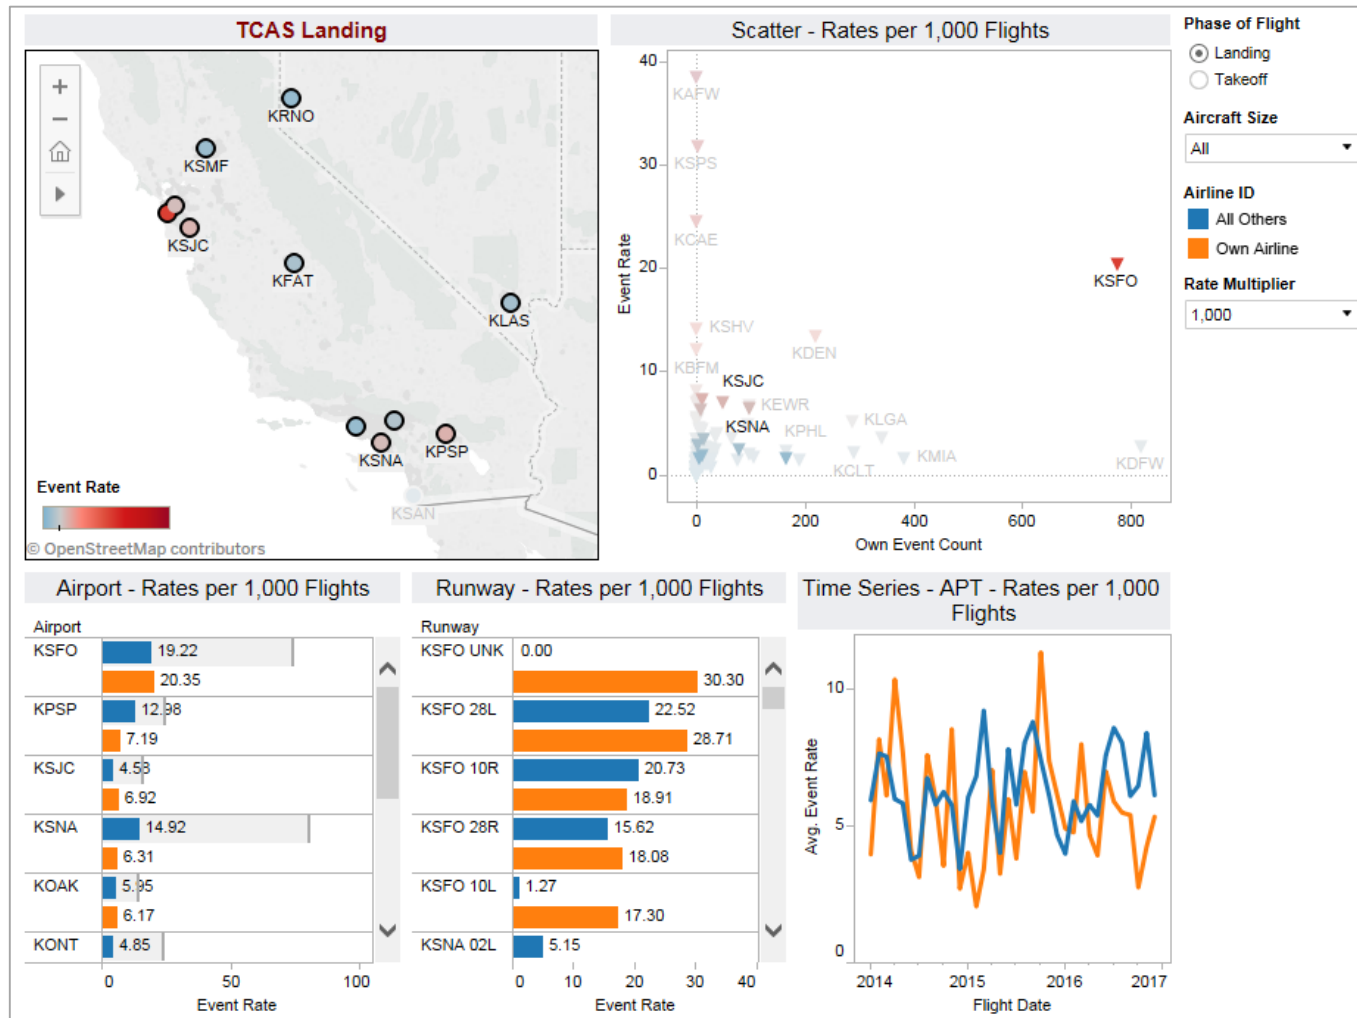 TCAS Landing
+
−
KRNO
KSMF
KSJC
KFAT
KLAS
KSNA
KPSP
KSAN
Event Rate
© OpenStreetMap contributors
Scatter - Rates per 1,000 Flights
Event Rate
40
30
20
10
0
KAFW
KSPS
KCAE
KSFO
KSHV
KDEN
KBFM
KSJC
KEWR
KLGA
KSNA
KPHL
KCLT
KMIA
KDFW
0
200
400
600
800
Own Event Count
Phase of Flight
Landing
Takeoff
Aircraft Size
All
Airline ID
All Others
Own Airline
Rate Multiplier
1,000
Airport - Rates per 1,000 Flights
Airport
KSFO
19.22
20.35
KPSP
12.98
7.19
KSJC
4.58
6.92
KSNA
14.92
6.31
KOAK
5.95
6.17
KONT
4.85
0
50
100
Event Rate
Runway - Rates per 1,000 Flights
Runway
KSFO UNK
0.00
30.30
KSFO 28L
22.52
28.71
KSFO 10R
20.73
18.91
KSFO 28R
15.62
18.08
KSFO 10L
1.27
17.30
KSNA 02L
5.15
0
10
20
30
40
Event Rate
Time Series - APT - Rates per 1,000
Flights
Avg. Event Rate
10
5
0
2014
2015
2016
2017
Flight Date